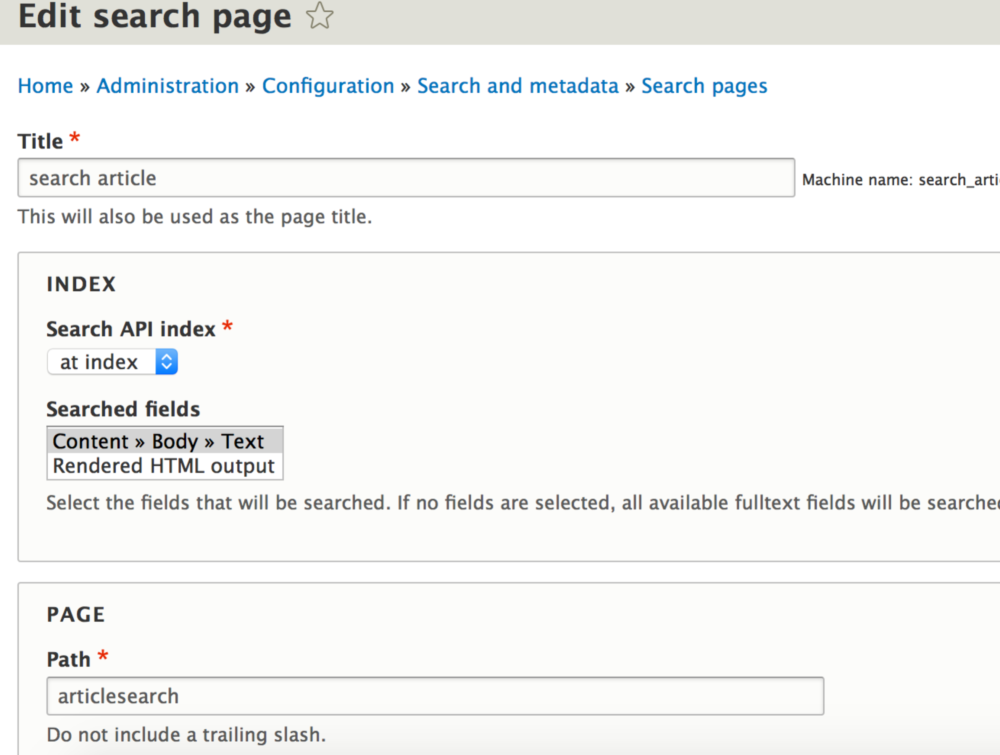 Edit search page
Home » Administration » Configuration » Search and metadata » Search pages
Title *
search article
Machine name: search_arti
This will also be used as the page title.
INDEX
Search API index *
at index
Searched fields
Content » Body » Text
Rendered HTML output
Select the fields that will be searched. If no fields are selected, all available fulltext fields will be searched
PAGE
Path *
articlesearch
Do not include a trailing slash.